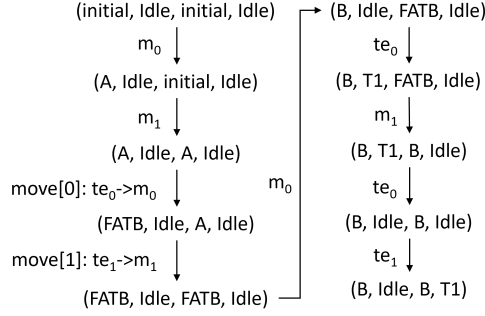 (initial, Idle, initial, Idle)
m₀
(A, Idle, initial, Idle)
m₁
(A, Idle, A, Idle)
move[0]: te₀->m₀
(FATB, Idle, A, Idle)
move[1]: te₁->m₁
(FATB, Idle, FATB, Idle)
m₀
(B, Idle, FATB, Idle)
te₀
(B, T1, FATB, Idle)
m₁
(B, T1, B, Idle)
te₀
(B, Idle, B, Idle)
te₁
(B, Idle, B, T1)